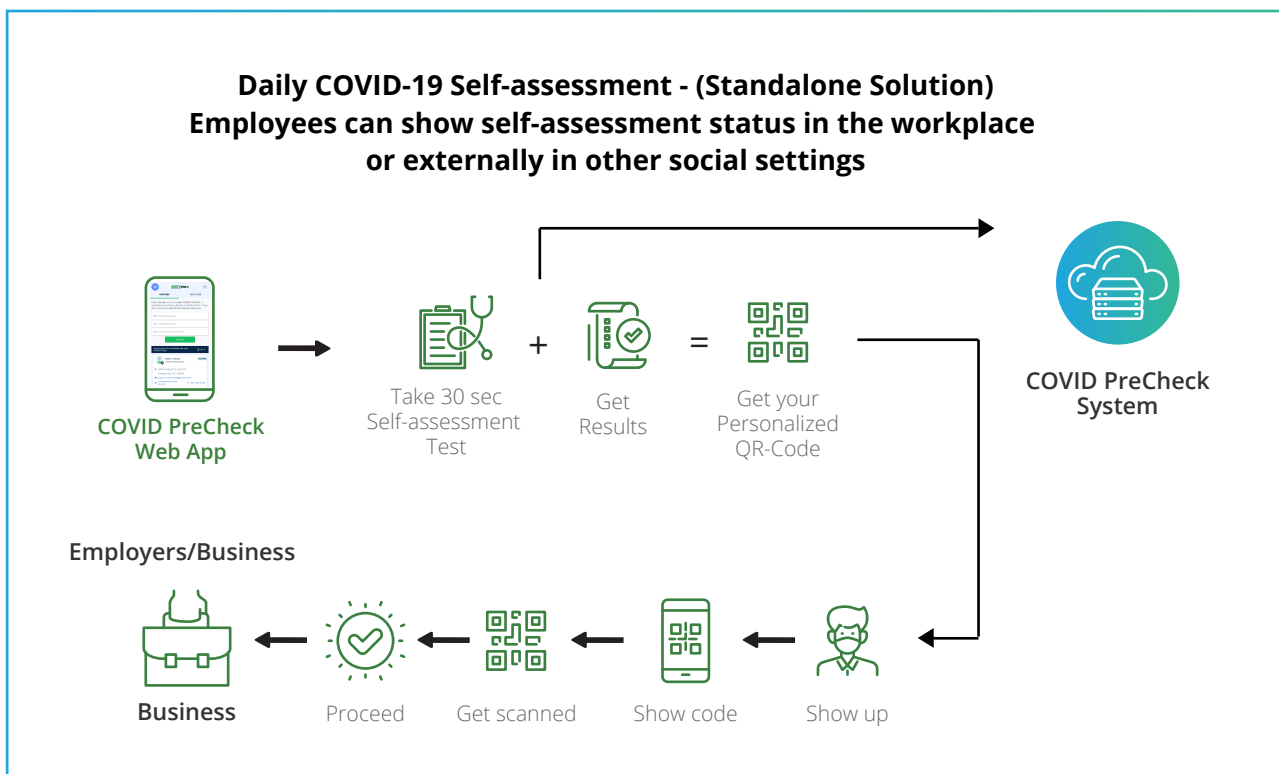 Daily COVID-19 Self-assessment - (Standalone Solution)
Employees can show self-assessment status in the workplace
or externally in other social settings
COVID PreCheck
Web App
Take 30 sec
Self-assessment
Test
+
Get
Results
=
Get your
Personalized
QR-Code
COVID PreCheck
System
Employers/Business
Business
Proceed
Get scanned
Show code
Show up